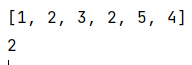 [1, 2, 3, 2, 5, 4]
2